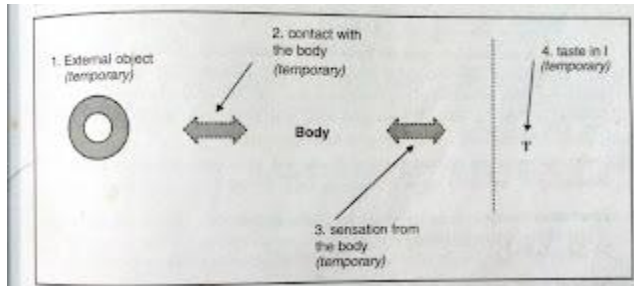 1. External object
(temporary)
2. contact with
the body
(temporary)
Body
3. sensation from
the body
(temporary)
4. taste in I
(temporary)
'I'